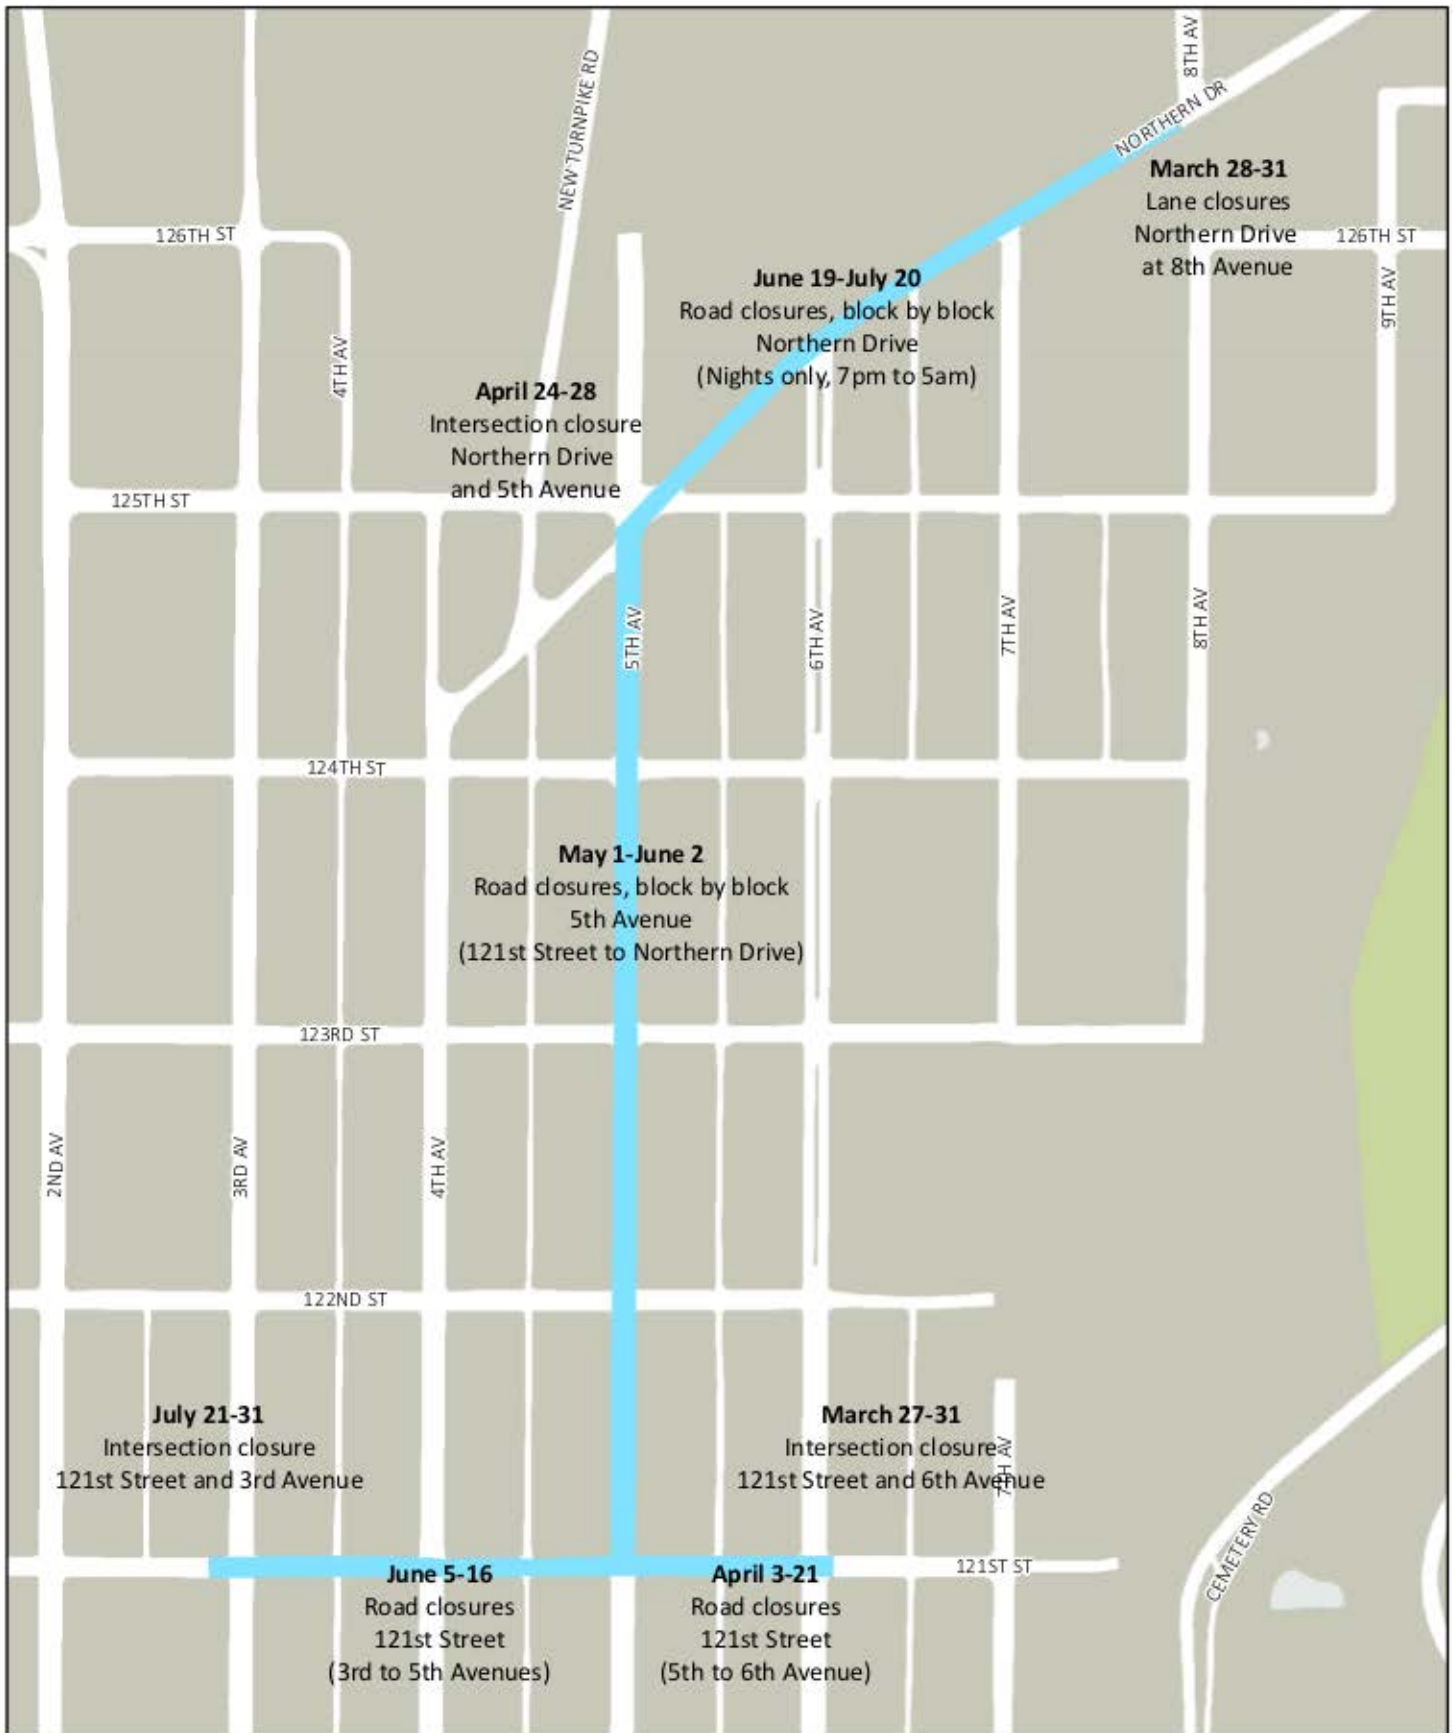 8TH AV
NEW TURNPIKE RD
NORTHERN DR
March 28-31
Lane closures
Northern Drive
at 8th Avenue
126TH ST
126TH ST
9TH AV
June 19-July 20
Road closures, block by block
Northern Drive
(Nights only, 7pm to 5am)
4TH AV
April 24-28
Intersection closure
Northern Drive
and 5th Avenue
125TH ST
5TH AV
6TH AV
7TH AV
8TH AV
124TH ST
May 1-June 2
Road closures, block by block
5th Avenue
(121st Street to Northern Drive)
123RD ST
2ND AV
3RD AV
4TH AV
122ND ST
July 21-31
Intersection closure
121st Street and 3rd Avenue
March 27-31
Intersection closure
121st Street and 6th Avenue
7TH AV
CEMETERY RD
121ST ST
June 5-16
Road closures
121st Street
(3rd to 5th Avenues)
April 3-21
Road closures
121st Street
(5th to 6th Avenue)